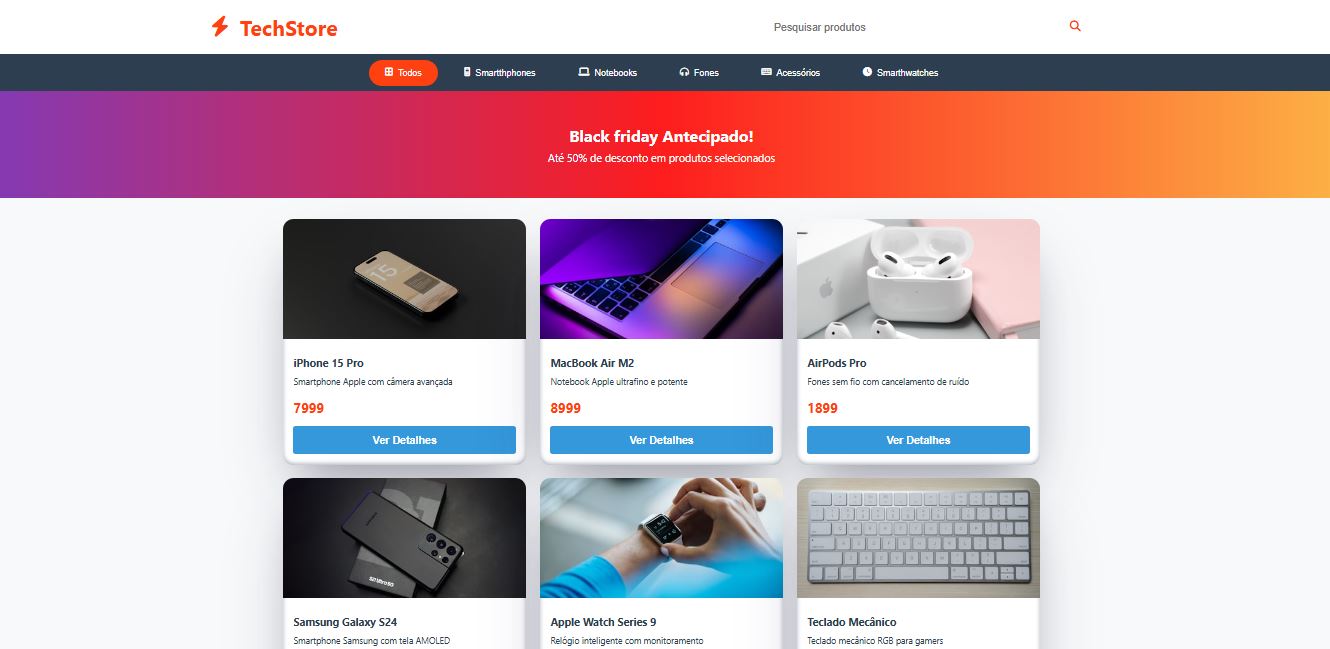 TechStore
Pesquisar produtos
Todos
Smartthphones
Notebooks
Fones
Acessórios
Smarthwatches
Black friday Antecipado!
Até 50% de desconto em produtos selecionados
15
iPhone 15 Pro
Smartphone Apple com câmera avançada
7999
Ver Detalhes
MacBook Air M2
Notebook Apple ultrafino e potente
8999
Ver Detalhes
AirPods Pro
Fones sem fio com cancelamento de ruído
1899
Ver Detalhes
Samsung Galaxy S24
Smartphone Samsung com tela AMOLED
Apple Watch Series 9
Relógio inteligente com monitoramento
Teclado Mecânico
Teclado mecânico RGB para gamers